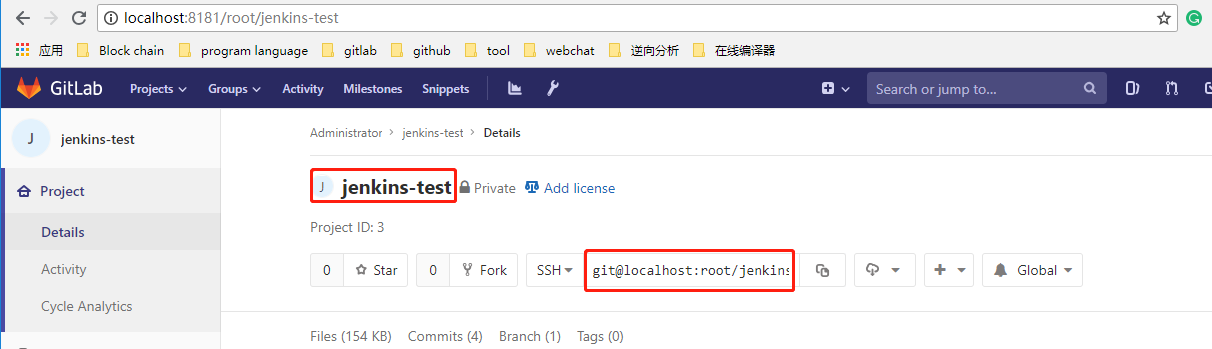 localhost:8181/root/jenkins-test
应用 Block chain program language gitlab github tool webchat 逆向分析 在线编译器
GitLab Projects Groups Activity Milestones Snippets Search or jump to...
J jenkins-test
Administrator > jenkins-test > Details
Project
J jenkins-test Private Add license
Project ID: 3
Details
0 Star 0 Fork SSH git@localhost:root/jenkins Global
Activity
Cycle Analytics
Files (154 KB) Commits (4) Branch (1) Tags (0)